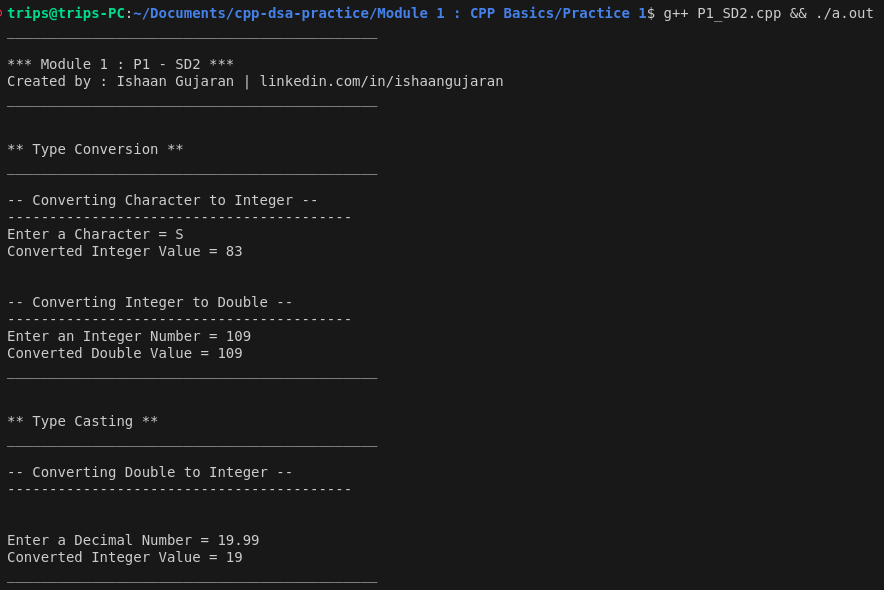 trips@trips-PC:~/Documents/cpp-dsa-practice/Module 1 : CPP Basics/Practice 1$ g++ P1_SD2.cpp && ./a.out
____________________________________________
*** Module 1 : P1 - SD2 ***
Created by : Ishaan Gujaran | linkedin.com/in/ishaangujaran
____________________________________________
** Type Conversion **
____________________________________________
-- Converting Character to Integer --
-----------------------------------------
Enter a Character = S
Converted Integer Value = 83
-- Converting Integer to Double --
-----------------------------------------
Enter an Integer Number = 109
Converted Double Value = 109
____________________________________________
** Type Casting **
____________________________________________
-- Converting Double to Integer --
-----------------------------------------
Enter a Decimal Number = 19.99
Converted Integer Value = 19
____________________________________________